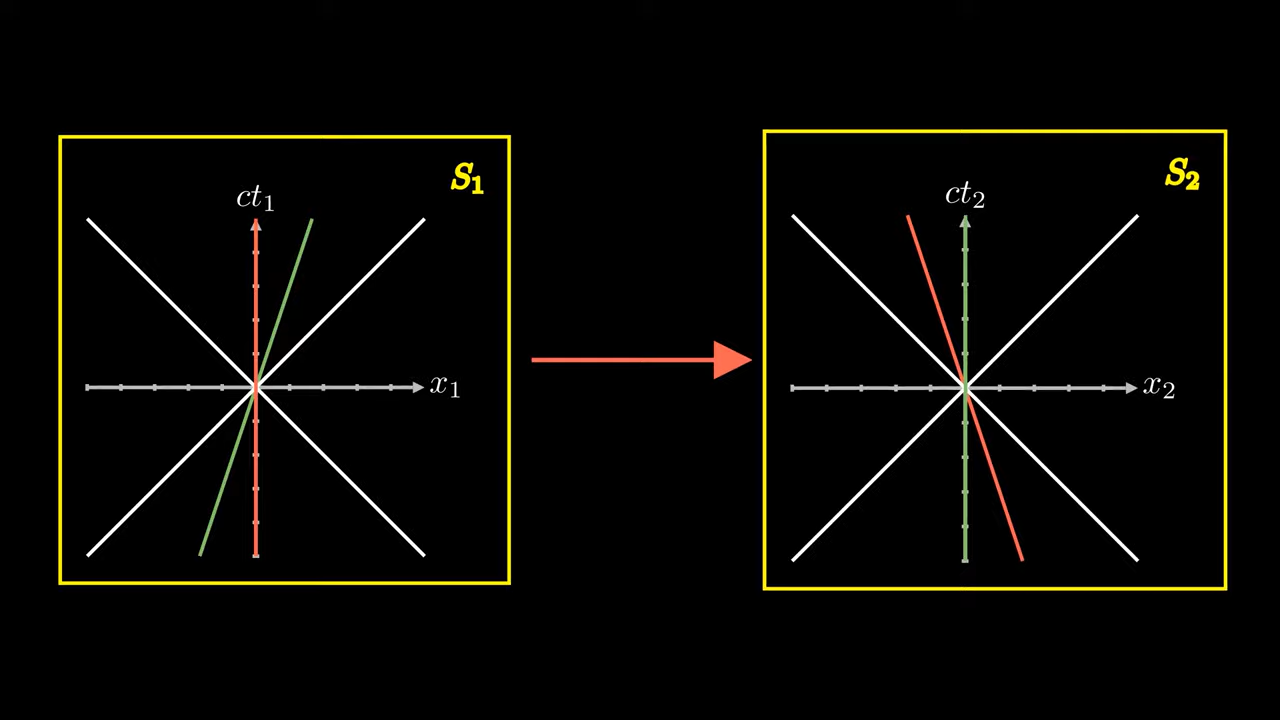 S₁
ct₁
x₁
S₂
ct₂
x₂